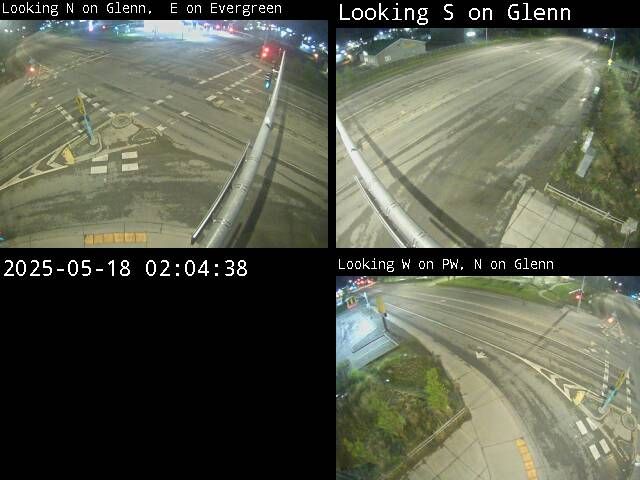 Looking N on Glenn,  E on Evergreen
Looking S on Glenn
2025-05-18 02:04:38
Looking W on PW, N on Glenn